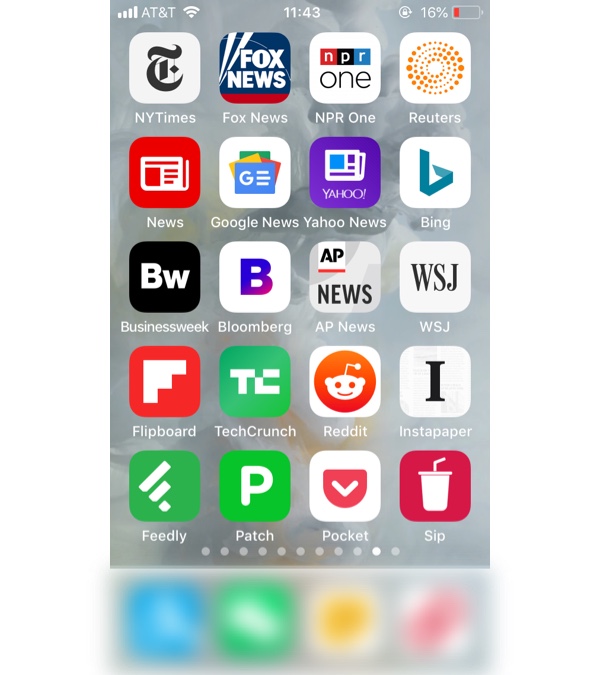 AT&T 11:43 16%
FOX NEWS npr one
NYTimes Fox News NPR One Reuters
GE YAHOO!
News Google News Yahoo News Bing
Bw B AP NEWS WSJ
Businessweek Bloomberg AP News WSJ
TC I
Flipboard TechCrunch Reddit Instapaper
P
Feedly Patch Pocket Sip